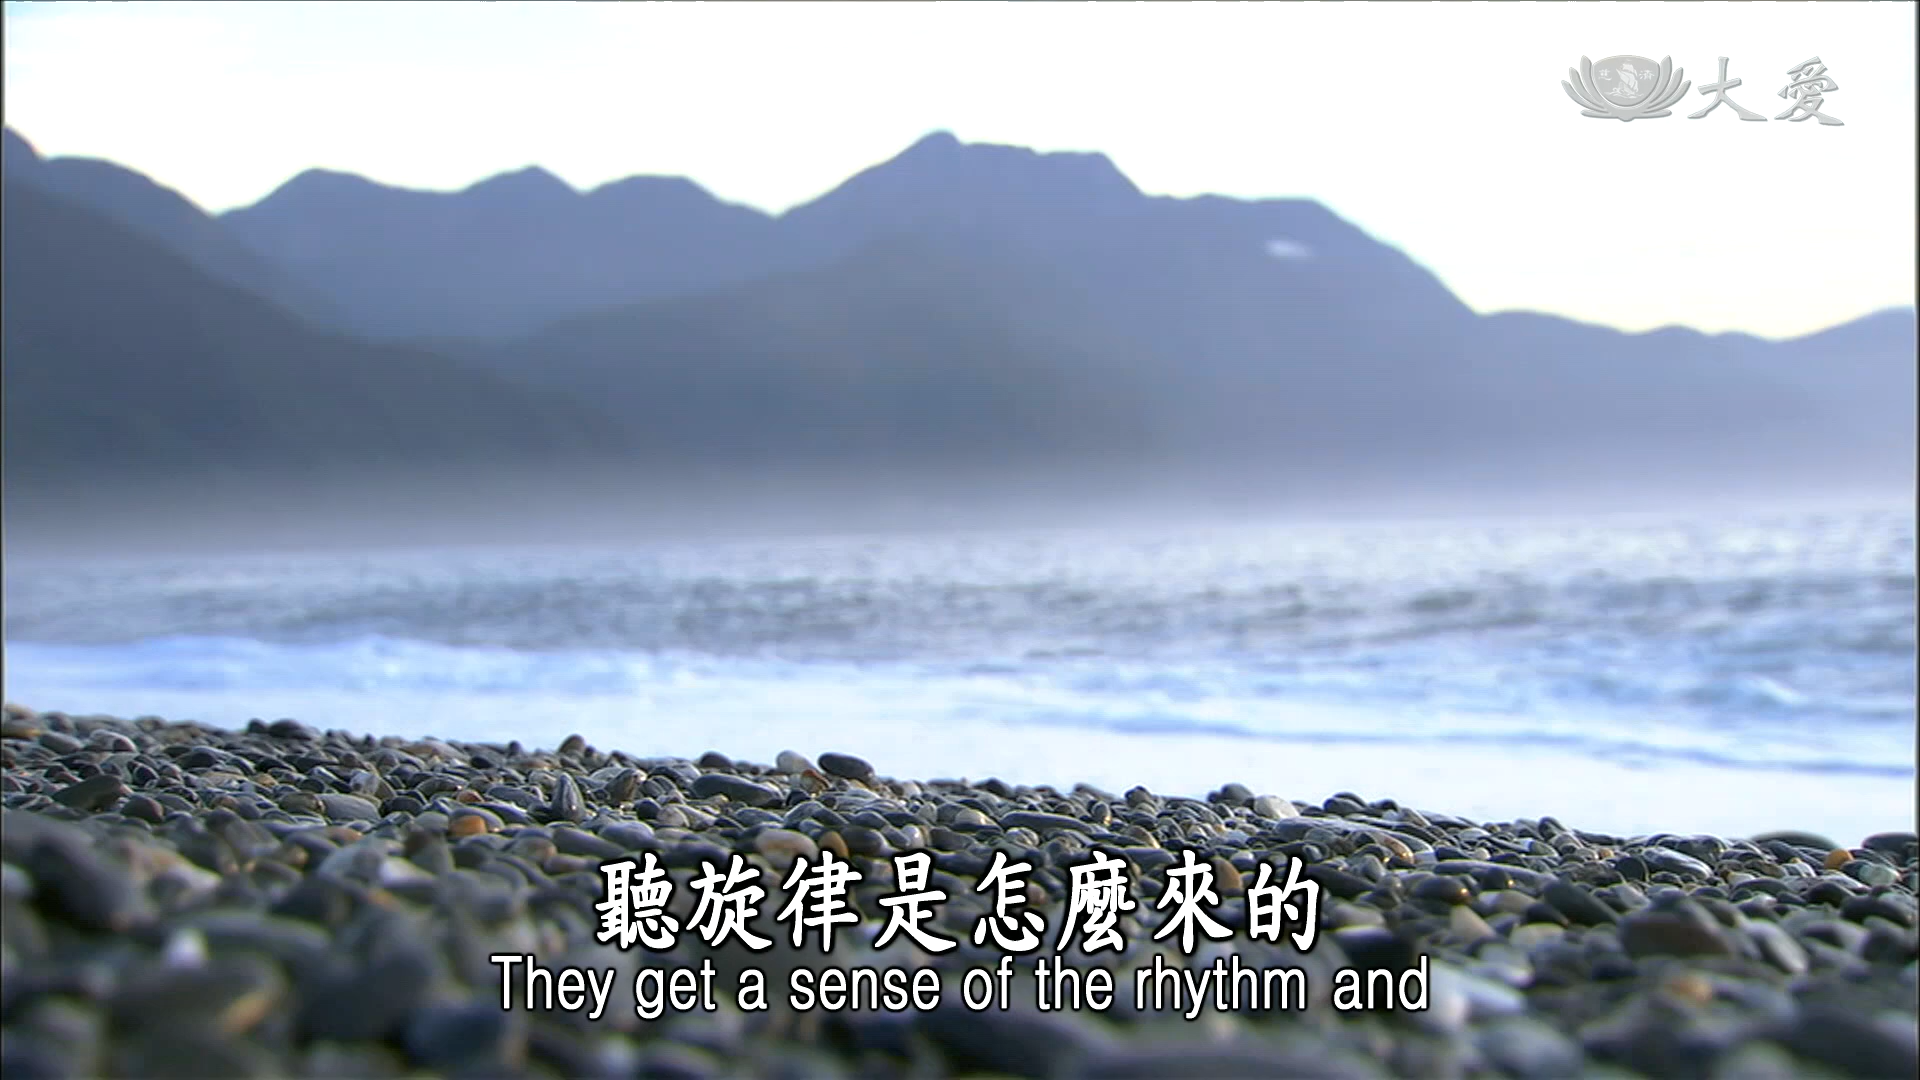 大愛
聽旋律是怎麼來的
They get a sense of the rhythm and